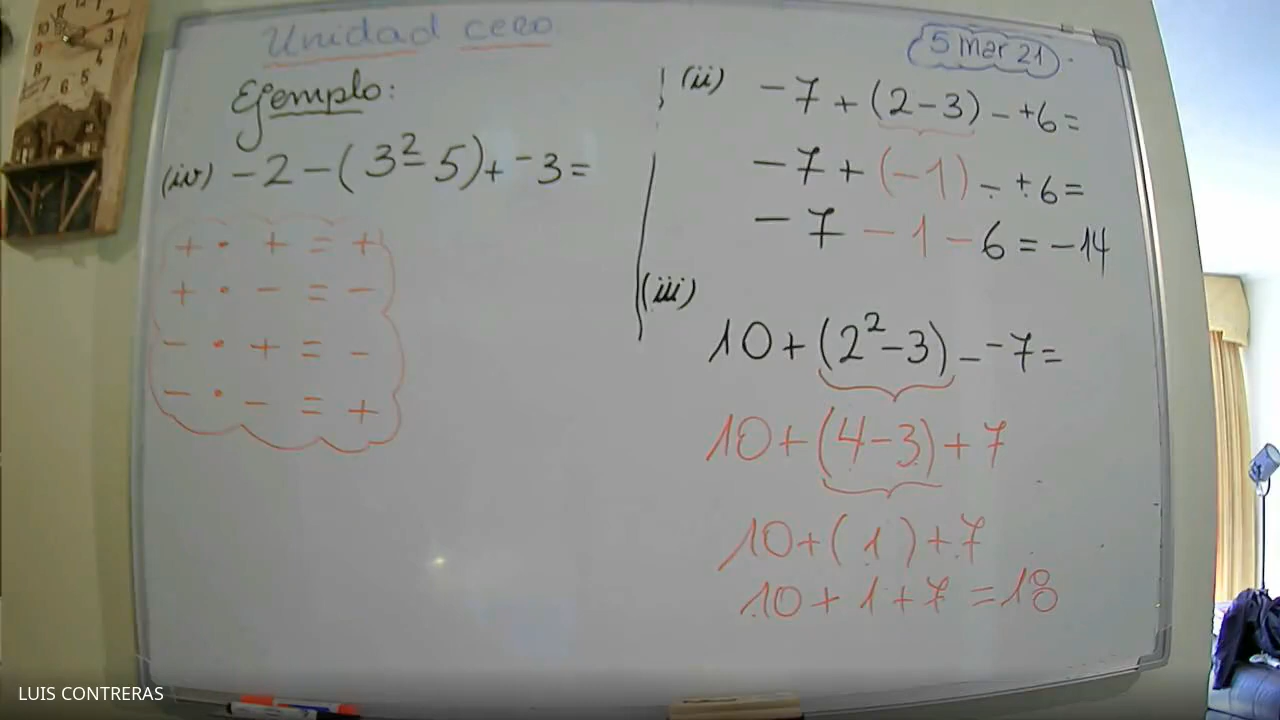 Unidad cero
5 Mar 21
Ejemplo:
(iv) -2-(3²-5)+⁻3=
+ · + = +
+ · - = -
- · + = -
- · - = +
(ii) -7+(2-3)-⁺6=
-7+(-1)-⁺6=
-7-1-6=-14
(iii)
10+(2²-3)-⁻7=
10+(4-3)+7
10+(1)+7
10+1+7=18
LUIS CONTRERAS